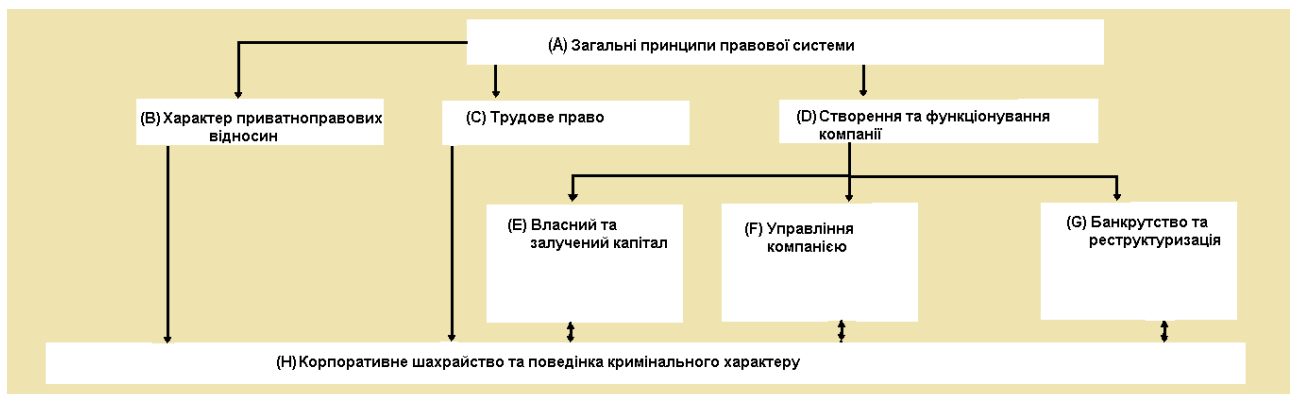 (A) Загальні принципи правової системи
(B) Характер приватноправових
відносин
(C) Трудове право
(D) Створення та функціонування
компанії
(E) Власний та
залучений капітал
(F) Управління
компанією
(G) Банкрутство та
реструктуризація
(H) Корпоративне шахрайство та поведінка кримінального характеру